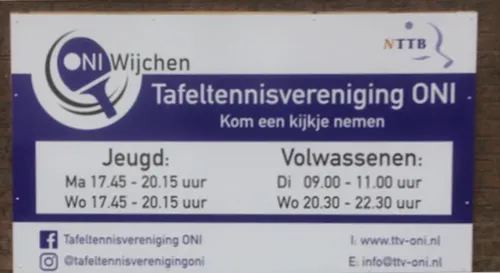 ONI Wijchen
NTTB
Tafeltennisvereniging ONI
Kom een kijkje nemen
Jeugd:
Ma 17.45 - 20.15 uur
Wo 17.45 - 20.15 uur
Volwassenen:
Di 09.00 - 11.00 uur
Wo 20.30 - 22.30 uur
Tafeltennisvereniging ONI
@tafeltennisverenigingoni
I: www.ttv-oni.nl
E: info@ttv-oni.nl